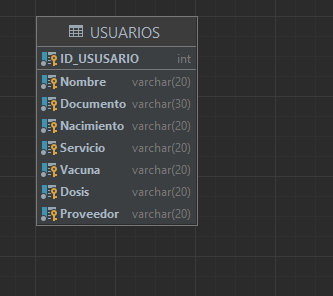 USUARIOS
ID_USUSARIO int
Nombre varchar(20)
Documento varchar(30)
Nacimiento varchar(20)
Servicio varchar(20)
Vacuna varchar(20)
Dosis varchar(20)
Proveedor varchar(20)